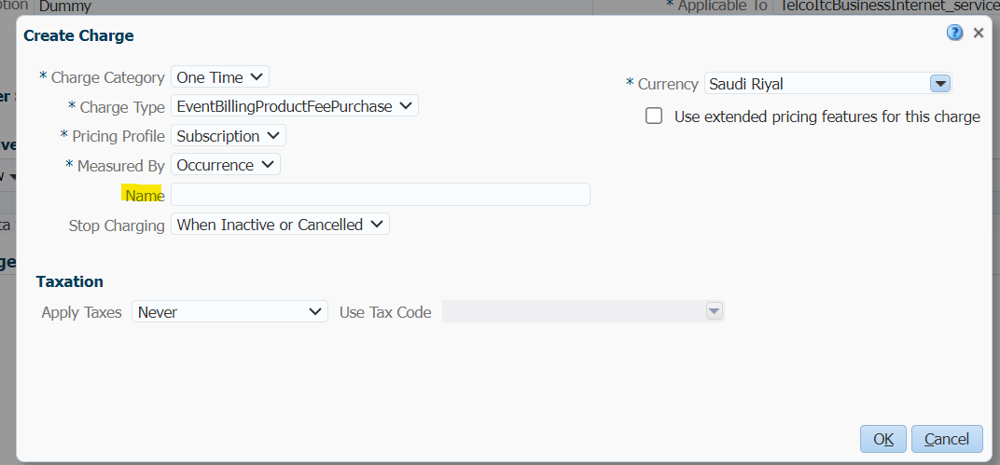 Dummy
* Applicable To TelcoItcBusinessInternet_service
Create Charge
* Charge Category One Time
* Currency Saudi Riyal
* Charge Type EventBillingProductFeePurchase
Use extended pricing features for this charge
* Pricing Profile Subscription
* Measured By Occurrence
Name
Stop Charging When Inactive or Cancelled
Taxation
Apply Taxes Never Use Tax Code
OK Cancel